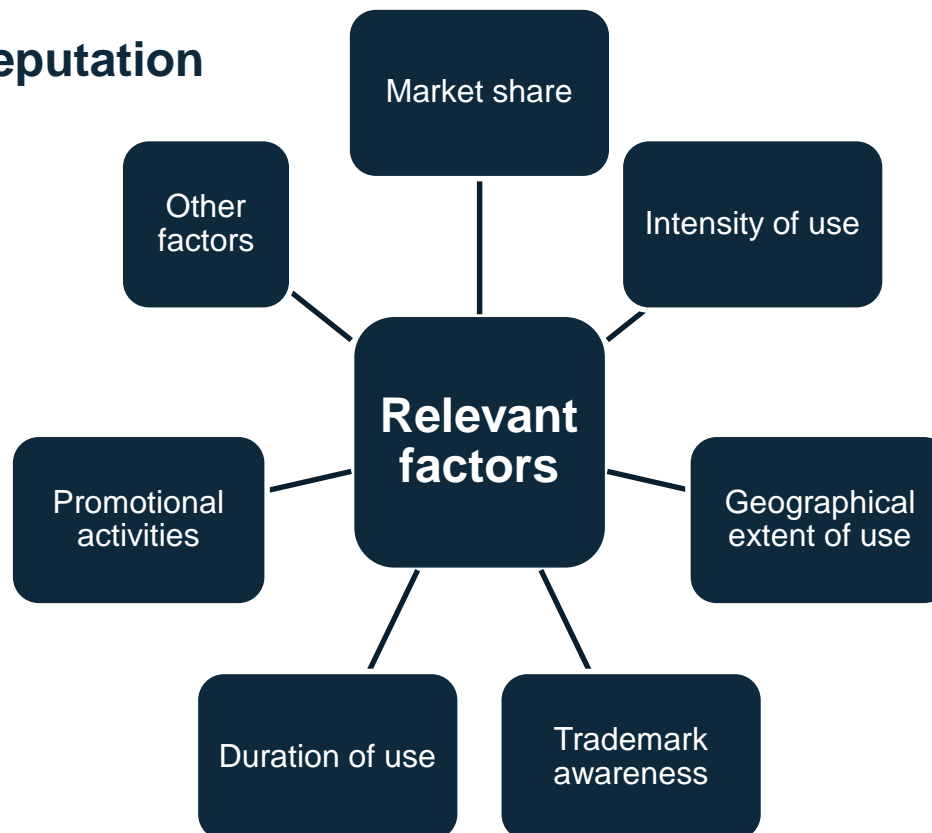 eputation
Market share
Other
factors
Intensity of use
Relevant
factors
Promotional
activities
Geographical
extent of use
Duration of use
Trademark
awareness